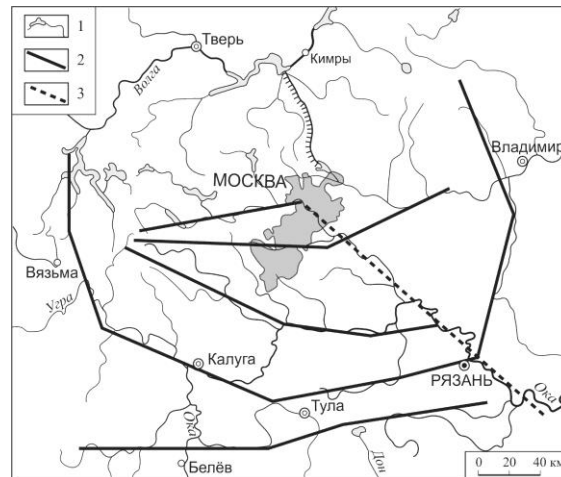 1
2
3
Тверь
Кимры
Волга
Владимир
МОСКВА
Вязьма
Угра
Калуга
РЯЗАНЬ
Ока
Тула
Ока
Дон
Белёв
0 20 40 км